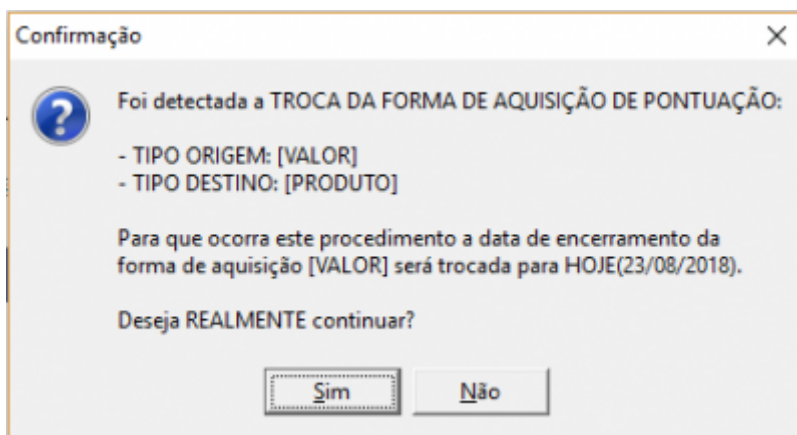 Confirmação
Foi detectada a TROCA DA FORMA DE AQUISIÇÃO DE PONTUAÇÃO:
- TIPO ORIGEM: [VALOR]
- TIPO DESTINO: [PRODUTO]
Para que ocorra este procedimento a data de encerramento da
forma de aquisição [VALOR] será trocada para HOJE(23/08/2018).
Deseja REALMENTE continuar?
Sim Não